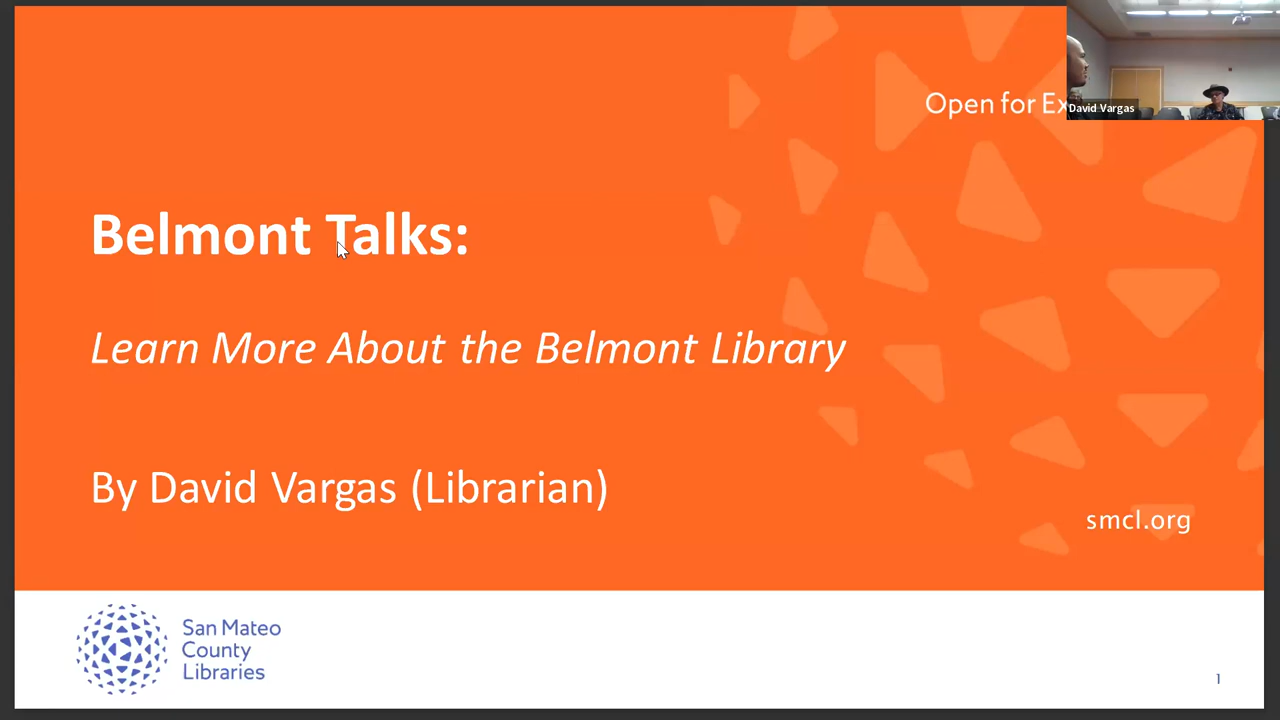 Open for
David Vargas
Belmont Talks:
Learn More About the Belmont Library
By David Vargas (Librarian)
smcl.org
San Mateo
County
Libraries
1